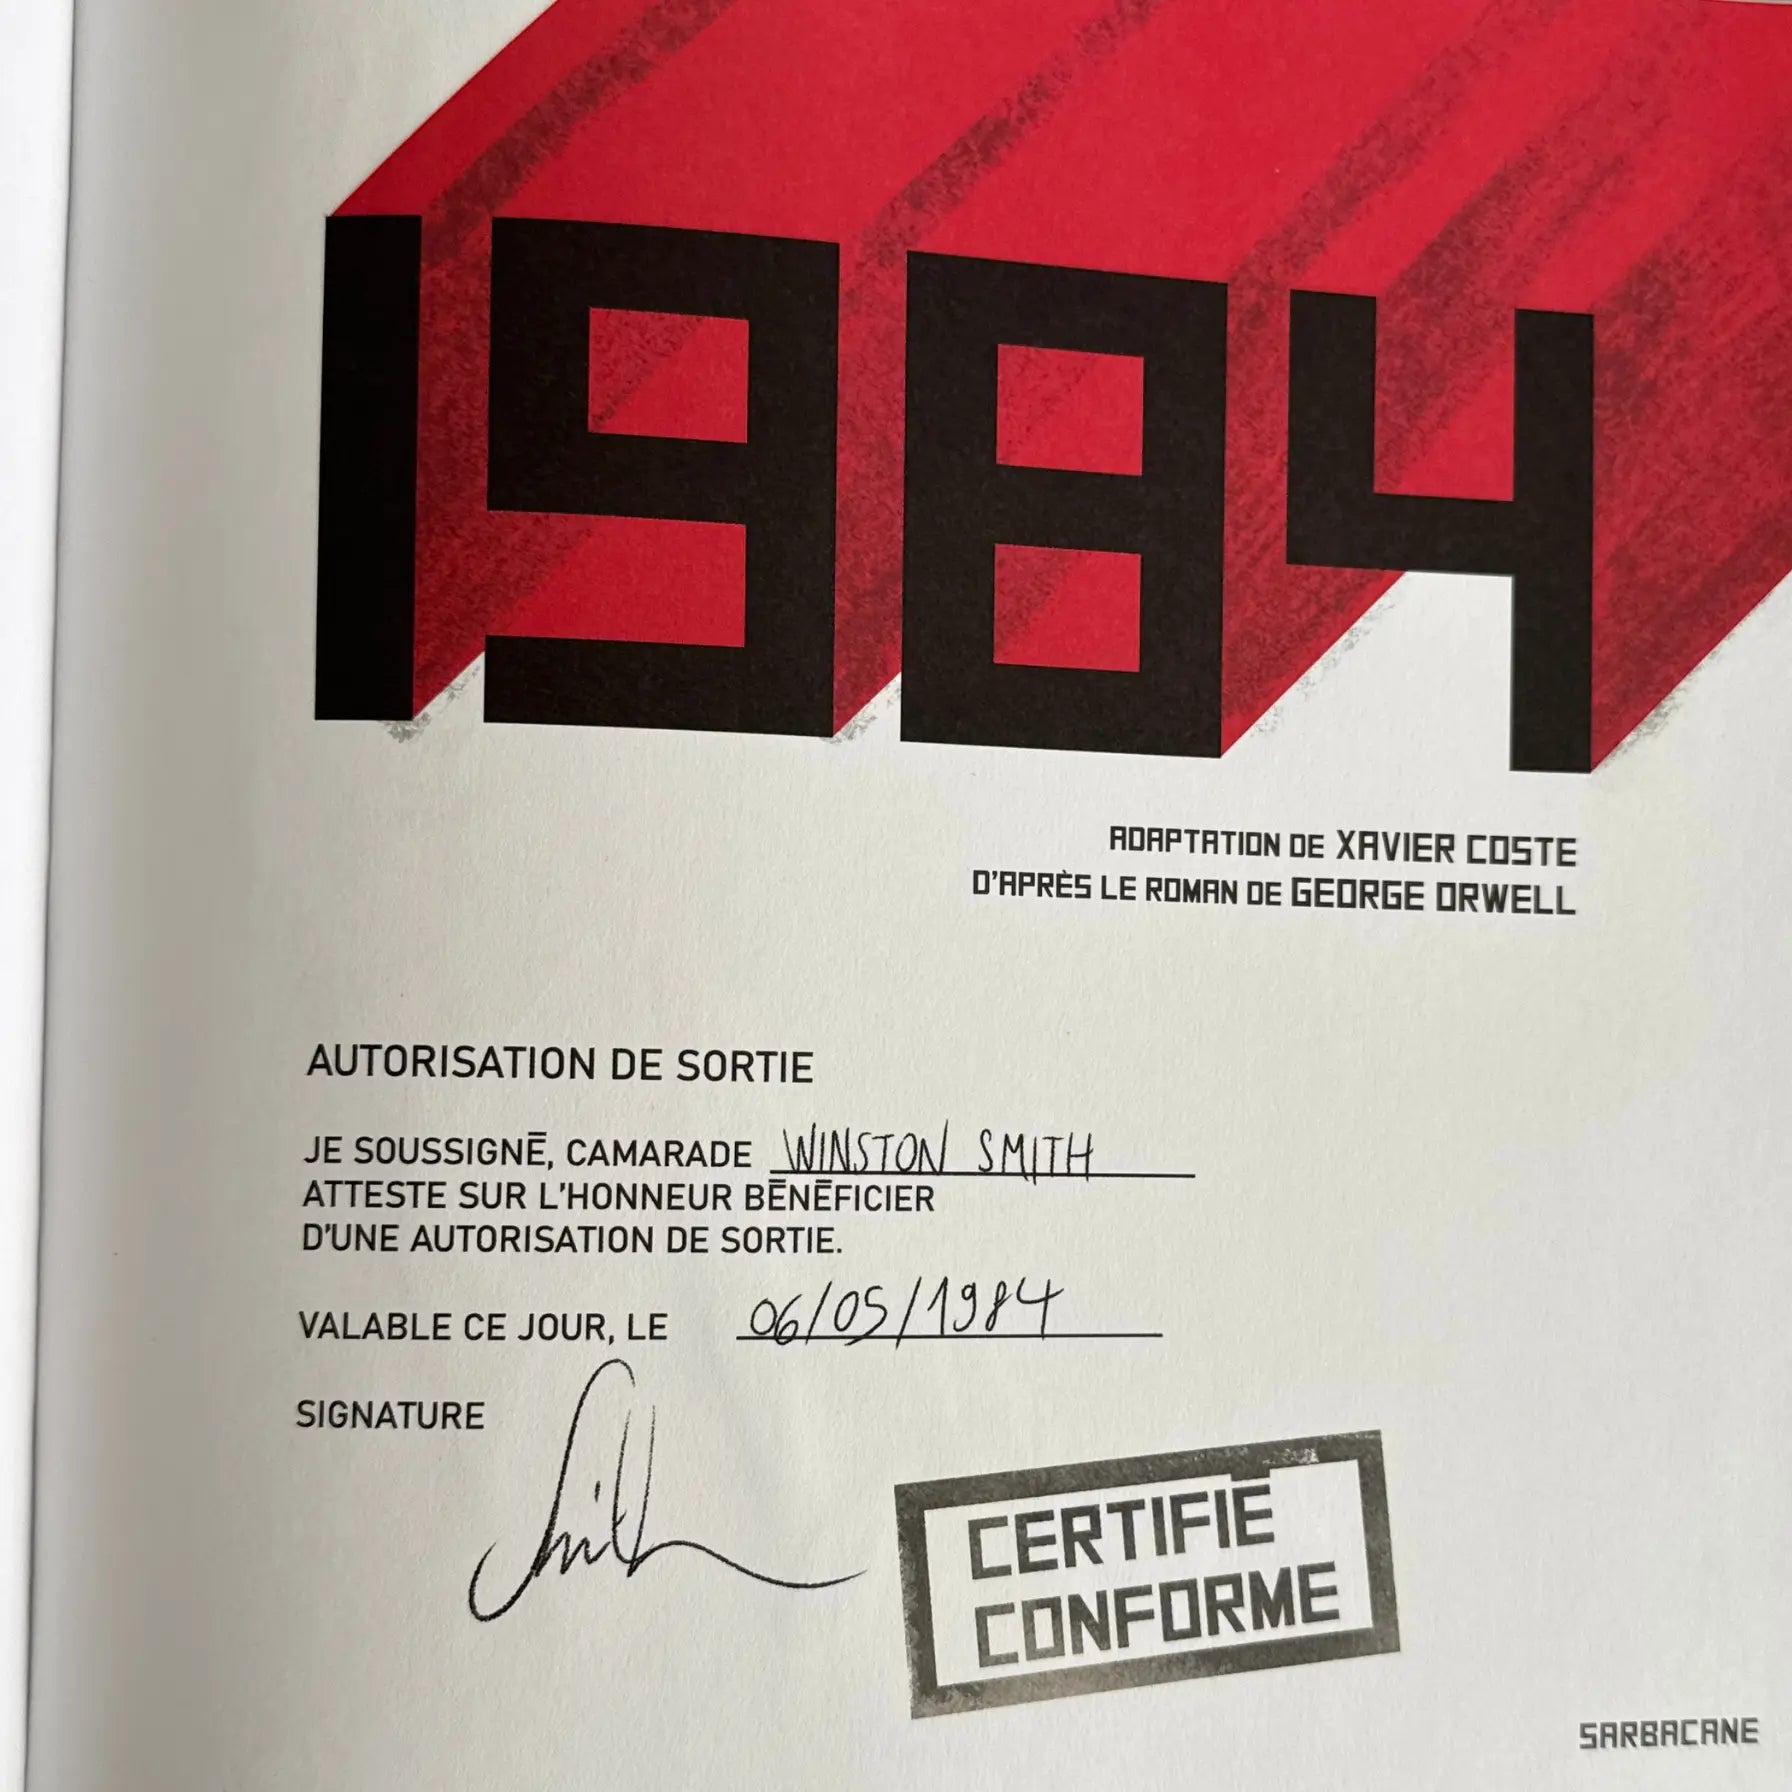 1984
ADAPTATION DE XAVIER COSTE
D'APRÈS LE ROMAN DE GEORGE ORWELL
AUTORISATION DE SORTIE
JE SOUSSIGNÉ, CAMARADE WINSTON SMITH
ATTESTE SUR L'HONNEUR BÉNÉFICIER
D'UNE AUTORISATION DE SORTIE.
VALABLE CE JOUR, LE 06/05/1984
SIGNATURE Smith
CERTIFIÉ
CONFORME
SARBACANE